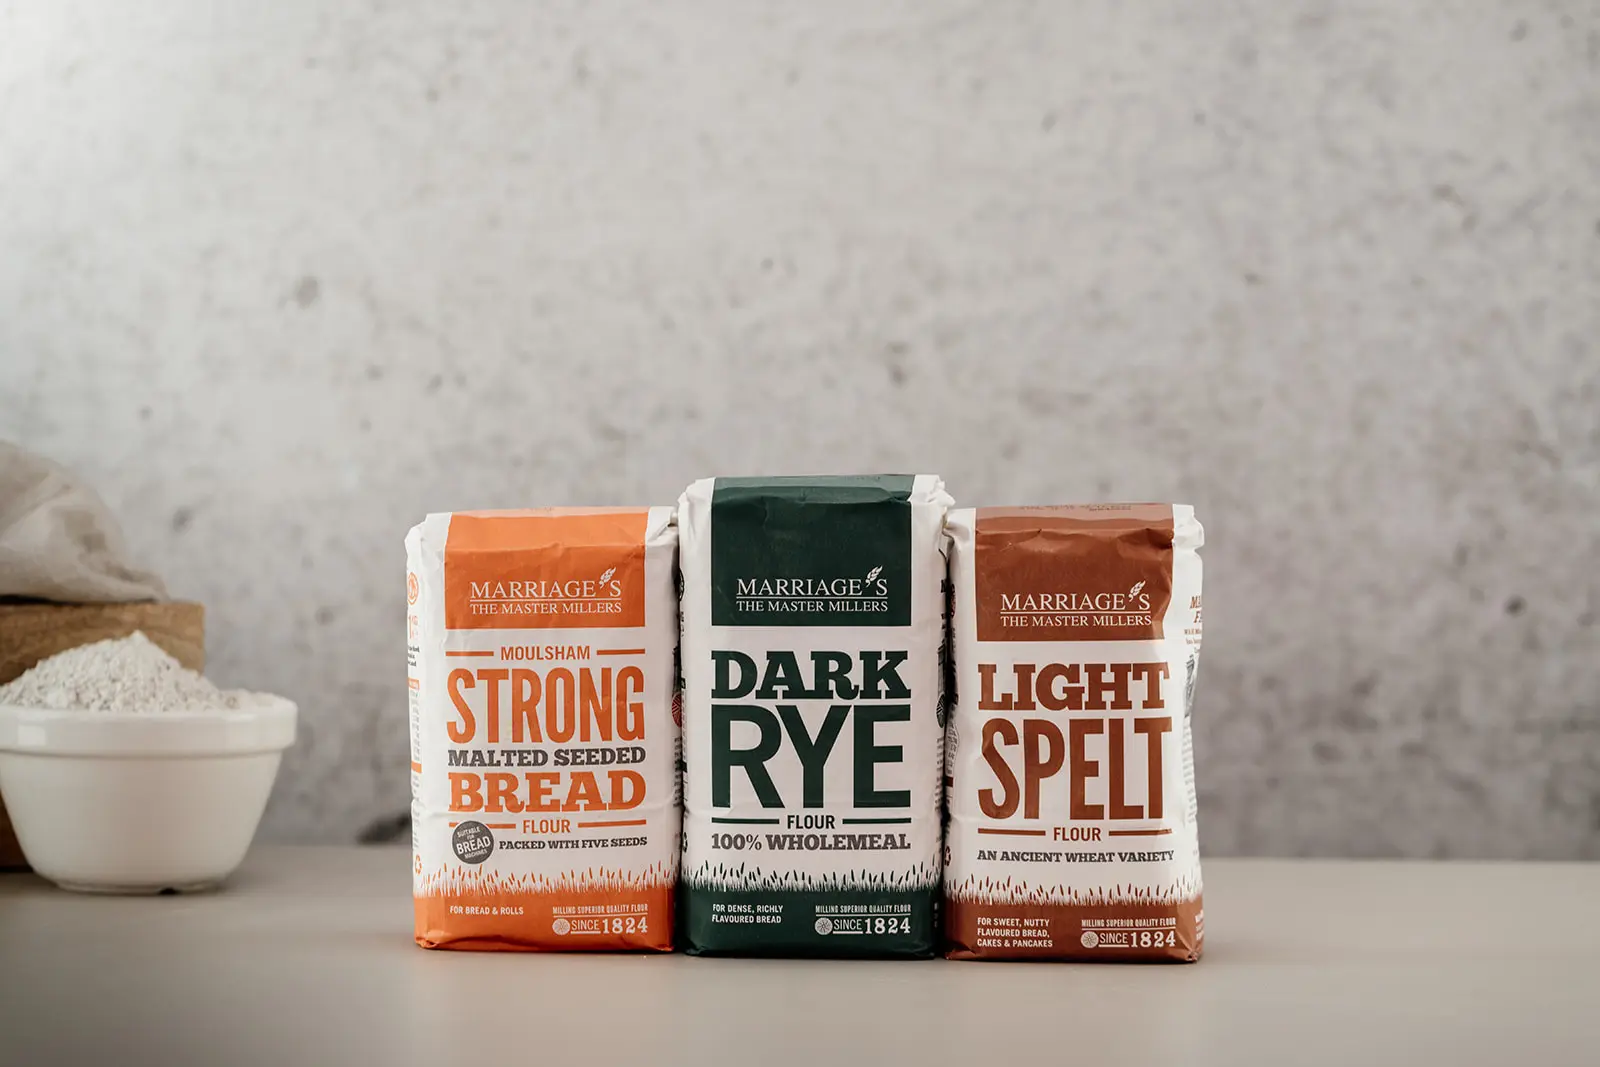 MARRIAGE'S
THE MASTER MILLERS
MOULSHAM
STRONG
MALTED SEEDED
BREAD
FLOUR
SUITABLE
FOR
BREAD
MACHINES
PACKED WITH FIVE SEEDS
FOR BREAD & ROLLS
MILLING SUPERIOR QUALITY FLOUR
SINCE 1824
MARRIAGE'S
THE MASTER MILLERS
DARK
RYE
FLOUR
100% WHOLEMEAL
FOR DENSE, RICHLY
FLAVOURED BREAD
MILLING SUPERIOR QUALITY FLOUR
SINCE 1824
MARRIAGE'S
THE MASTER MILLERS
LIGHT
SPELT
FLOUR
AN ANCIENT WHEAT VARIETY
FOR SWEET, NUTTY
FLAVOURED BREAD,
CAKES & PANCAKES
MILLING SUPERIOR QUALITY FLOUR
SINCE 1824